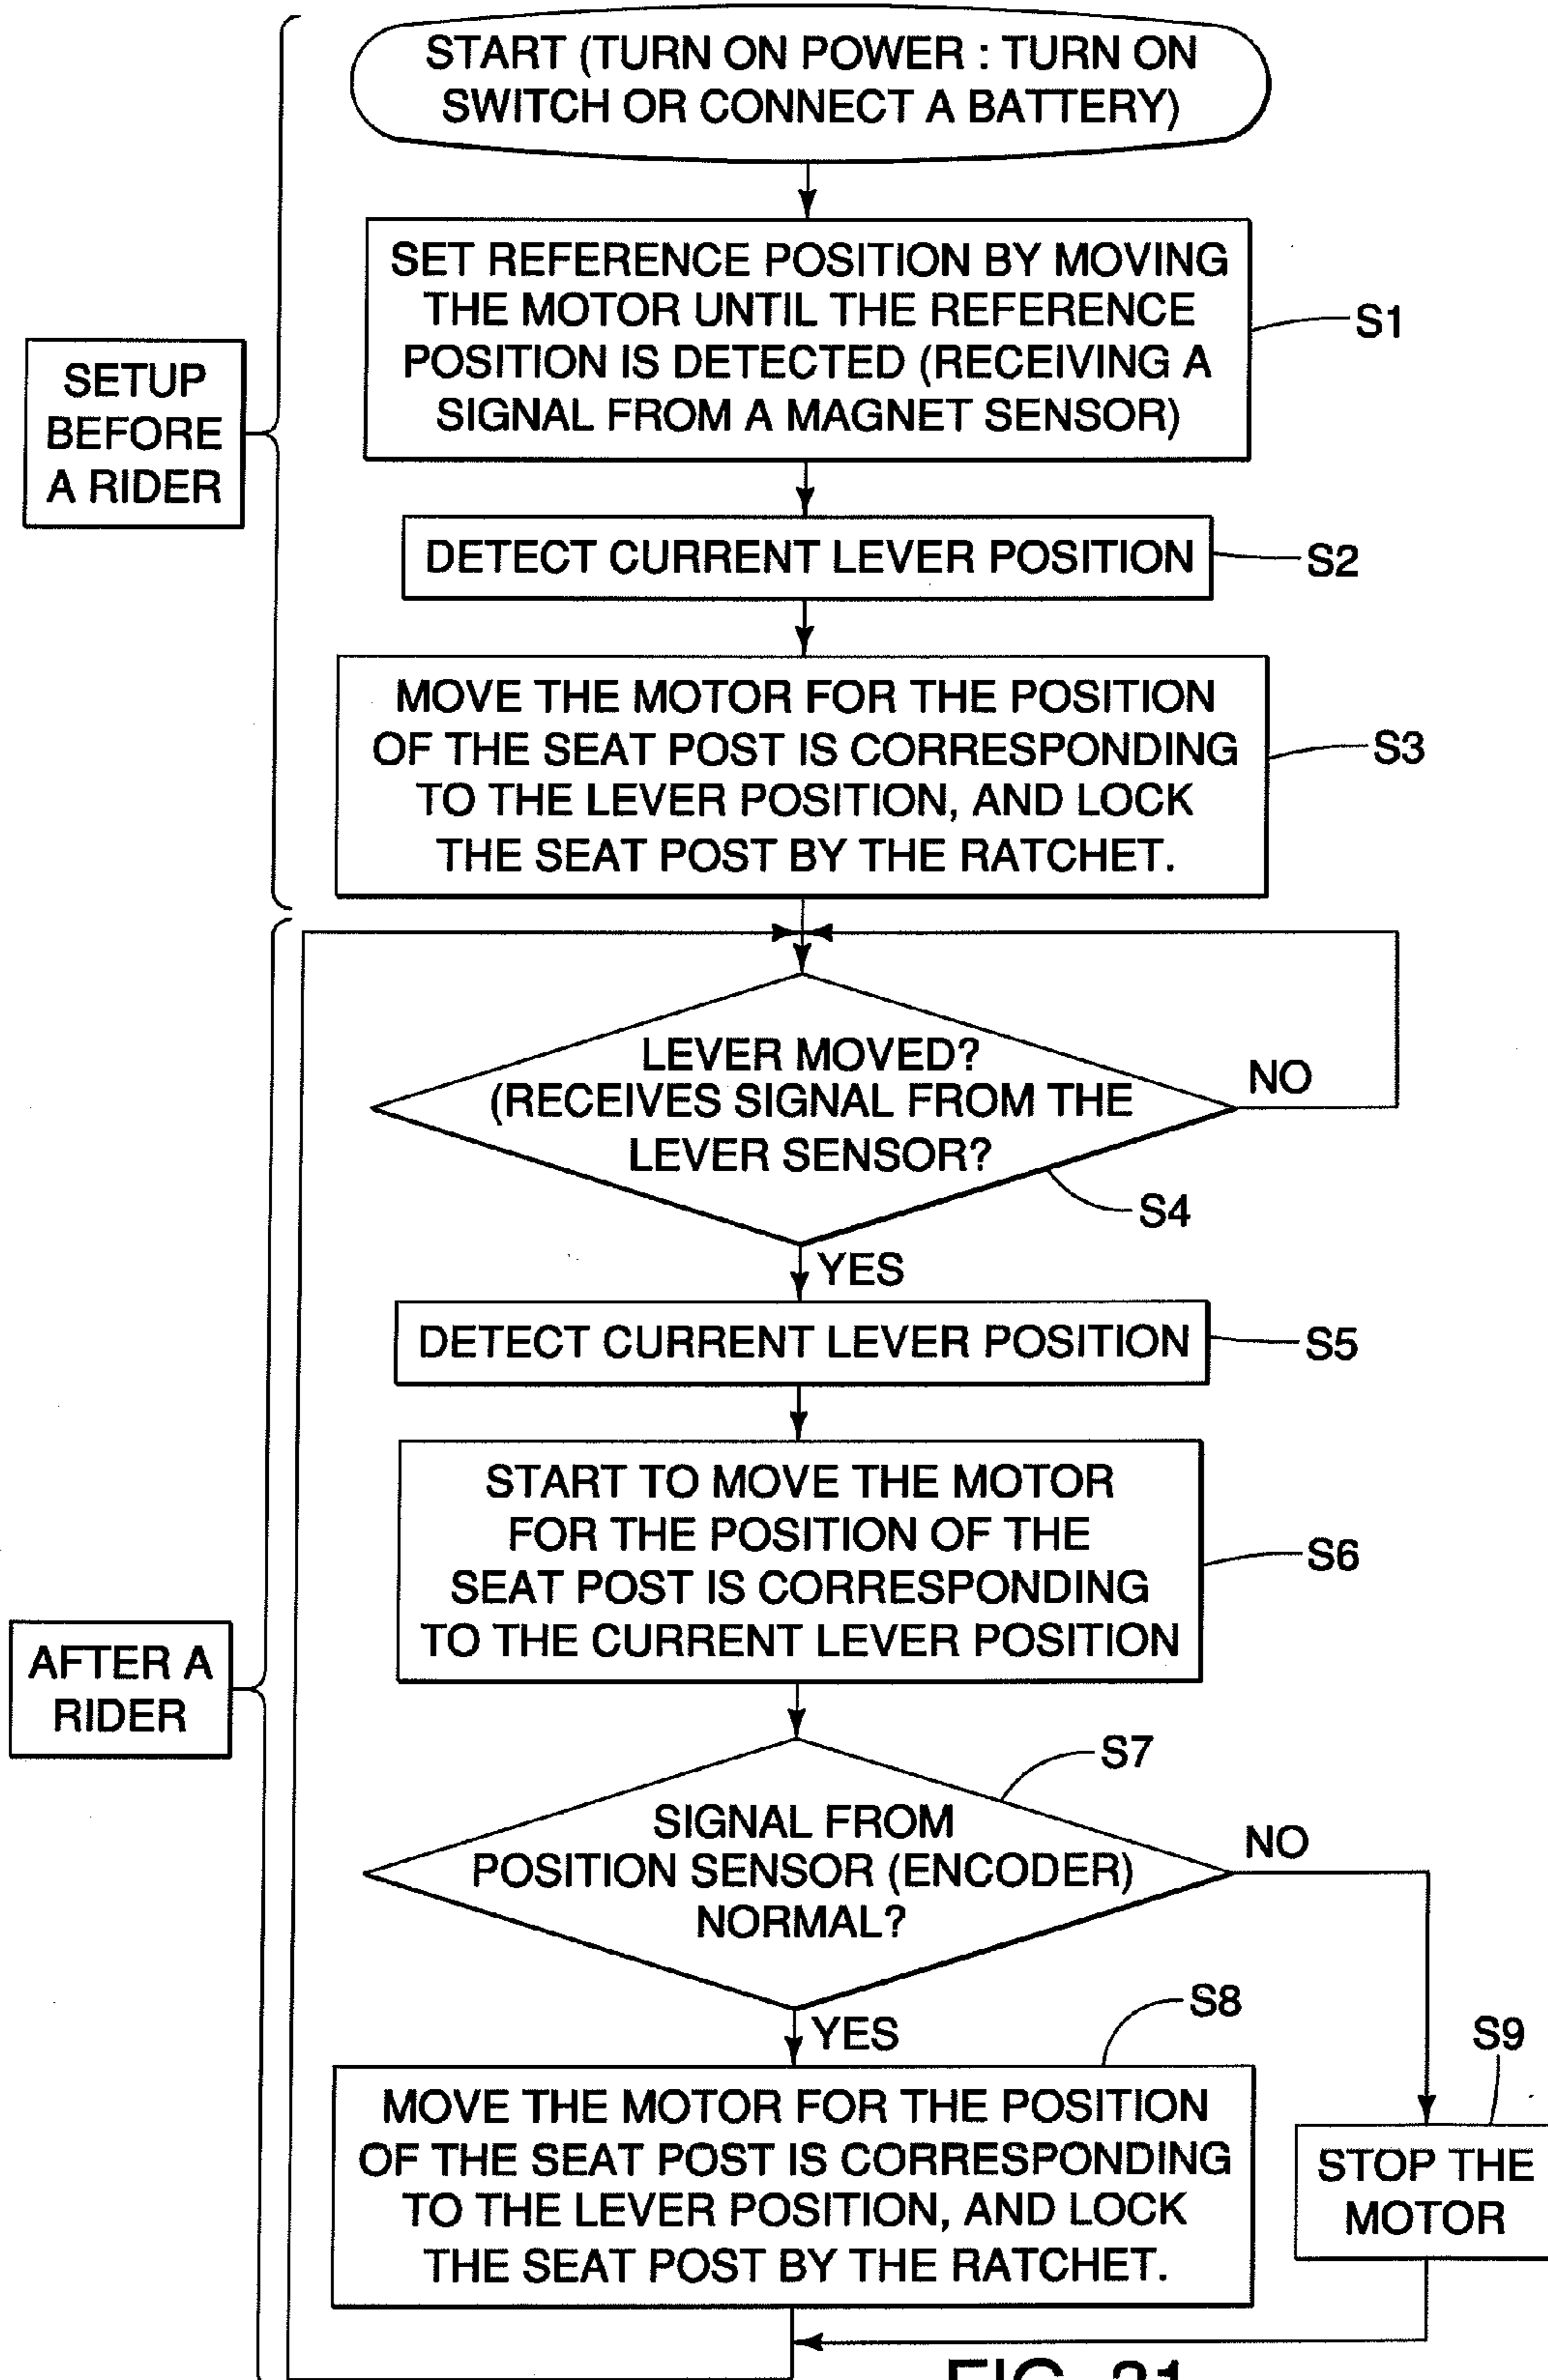 START (TURN ON POWER : TURN ON
SWITCH OR CONNECT A BATTERY)
SET REFERENCE POSITION BY MOVING
THE MOTOR UNTIL THE REFERENCE
POSITION IS DETECTED (RECEIVING A
SIGNAL FROM A MAGNET SENSOR)
S1
SETUP
BEFORE
A RIDER
DETECT CURRENT LEVER POSITION
S2
MOVE THE MOTOR FOR THE POSITION
OF THE SEAT POST IS CORRESPONDING
TO THE LEVER POSITION, AND LOCK
THE SEAT POST BY THE RATCHET.
S3
LEVER MOVED?
(RECEIVES SIGNAL FROM THE
LEVER SENSOR?
NO
S4
YES
DETECT CURRENT LEVER POSITION
S5
START TO MOVE THE MOTOR
FOR THE POSITION OF THE
SEAT POST IS CORRESPONDING
TO THE CURRENT LEVER POSITION
S6
AFTER A
RIDER
S7
SIGNAL FROM
POSITION SENSOR (ENCODER)
NORMAL?
NO
YES
S8
MOVE THE MOTOR FOR THE POSITION
OF THE SEAT POST IS CORRESPONDING
TO THE LEVER POSITION, AND LOCK
THE SEAT POST BY THE RATCHET.
S9
STOP THE
MOTOR
FIG.